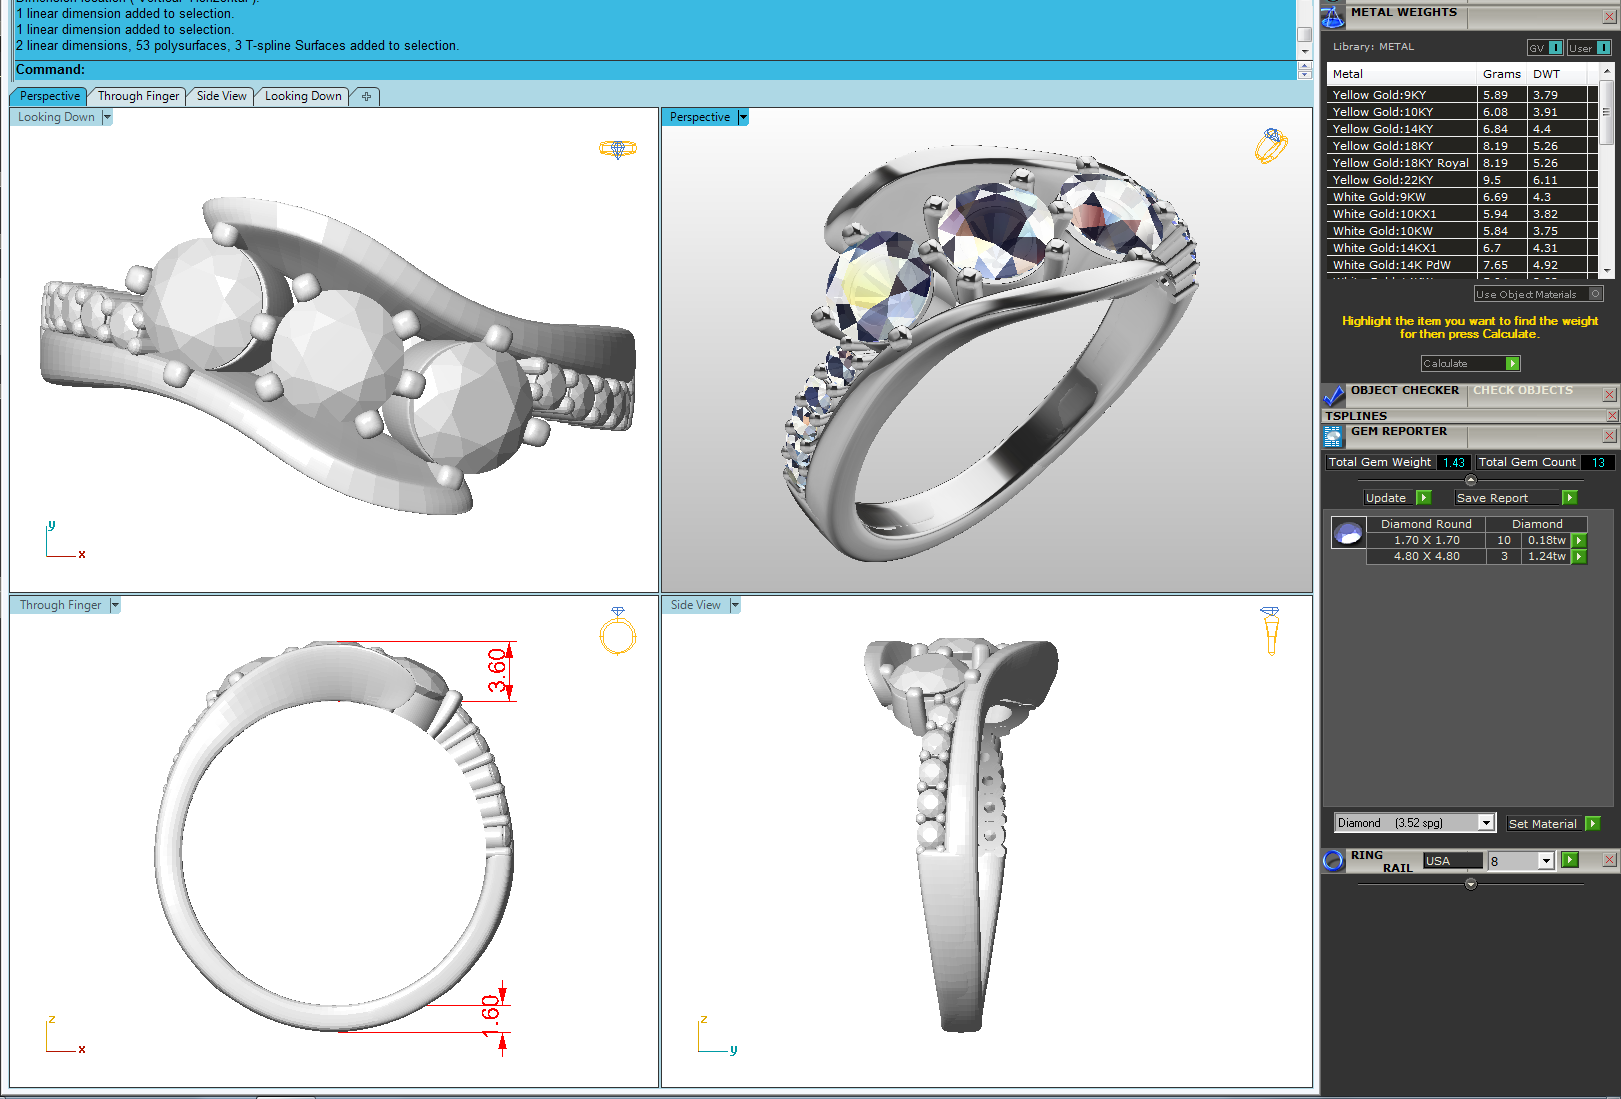 Dimension location ( Vertical Horizontal ):
1 linear dimension added to selection.
1 linear dimension added to selection.
2 linear dimensions, 53 polysurfaces, 3 T-spline Surfaces added to selection.
Command:
Perspective Through Finger Side View Looking Down
Looking Down
Perspective
y
x
Through Finger
3.60
1.60
z
x
Side View
z
y
METAL WEIGHTS
Library: METAL GV User
Metal Grams DWT
Yellow Gold:9KY 5.89 3.79
Yellow Gold:10KY 6.08 3.91
Yellow Gold:14KY 6.84 4.4
Yellow Gold:18KY 8.19 5.26
Yellow Gold:18KY Royal 8.19 5.26
Yellow Gold:22KY 9.5 6.11
White Gold:9KW 6.69 4.3
White Gold:10KX1 5.94 3.82
White Gold:10KW 5.84 3.75
White Gold:14KX1 6.7 4.31
White Gold:14K PdW 7.65 4.92
Use Object Materials
Highlight the item you want to find the weight
for then press Calculate.
Calculate
OBJECT CHECKER CHECK OBJECTS
TSPLINES
GEM REPORTER
Total Gem Weight 1.43 Total Gem Count 13
Update Save Report
Diamond Round Diamond
1.70 X 1.70 10 0.18tw
4.80 X 4.80 3 1.24tw
Diamond (3.52 spg) Set Material
RING
RAIL USA 8